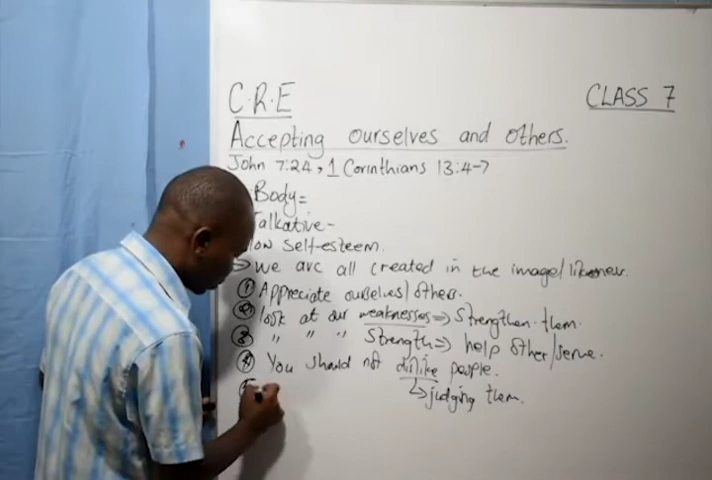 C.R.E
CLASS 7
Accepting ourselves and others.
John 7:24, 1 Corinthians 13:4-7
Body=
Talkative-
low self-esteem.
→ we are all created in the image/likeness.
① Appreciate ourselves/others.
② look at our weaknesses⇒ strengthen them.
③ " " " Strength⇒ help other/serve.
④ You should not dislike people.
↳judging them.